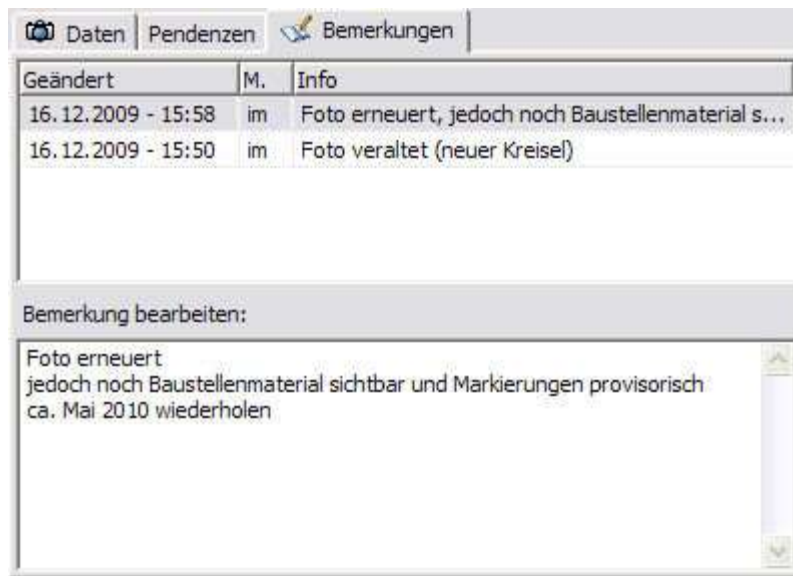 Daten Pendenzen Bemerkungen
Geändert M. Info
16.12.2009 - 15:58 im Foto erneuert, jedoch noch Baustellenmaterial s...
16.12.2009 - 15:50 im Foto veraltet (neuer Kreisel)
Bemerkung bearbeiten:
Foto erneuert
jedoch noch Baustellenmaterial sichtbar und Markierungen provisorisch
ca. Mai 2010 wiederholen